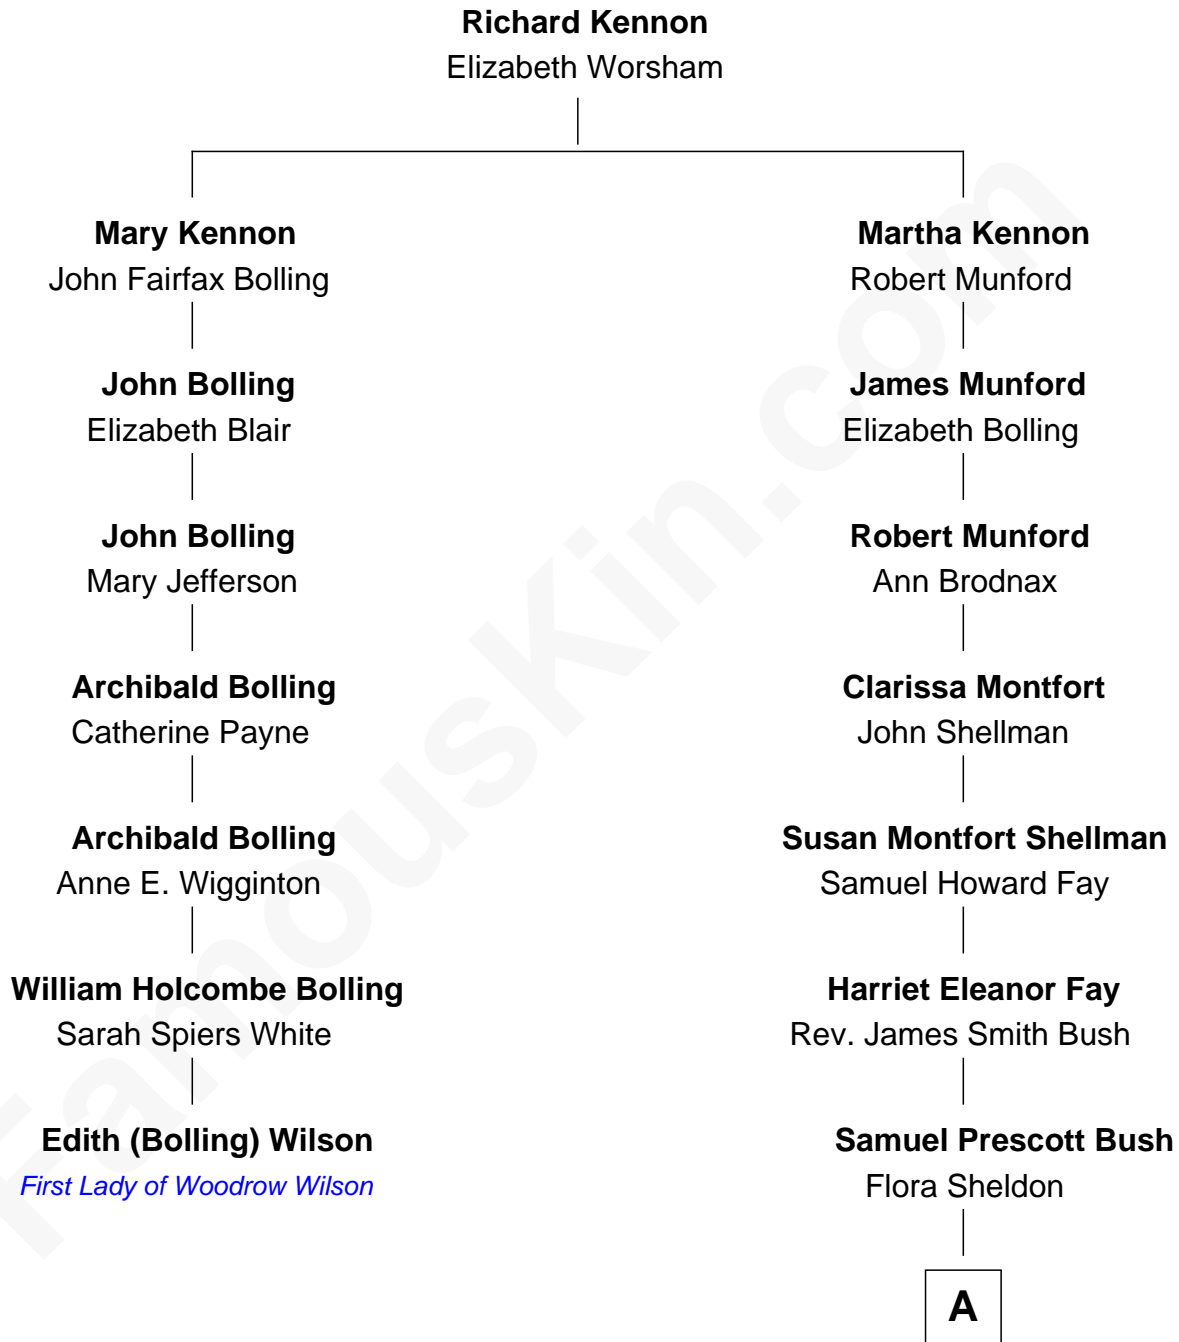 Richard Kennon
Elizabeth Worsham
Mary Kennon
John Fairfax Bolling
Martha Kennon
Robert Munford
John Bolling
Elizabeth Blair
James Munford
Elizabeth Bolling
John Bolling
Mary Jefferson
Robert Munford
Ann Brodnax
Archibald Bolling
Catherine Payne
Clarissa Montfort
John Shellman
Archibald Bolling
Anne E. Wigginton
Susan Montfort Shellman
Samuel Howard Fay
William Holcombe Bolling
Sarah Spiers White
Harriet Eleanor Fay
Rev. James Smith Bush
Edith (Bolling) Wilson
First Lady of Woodrow Wilson
Samuel Prescott Bush
Flora Sheldon
A
FamousKin.com